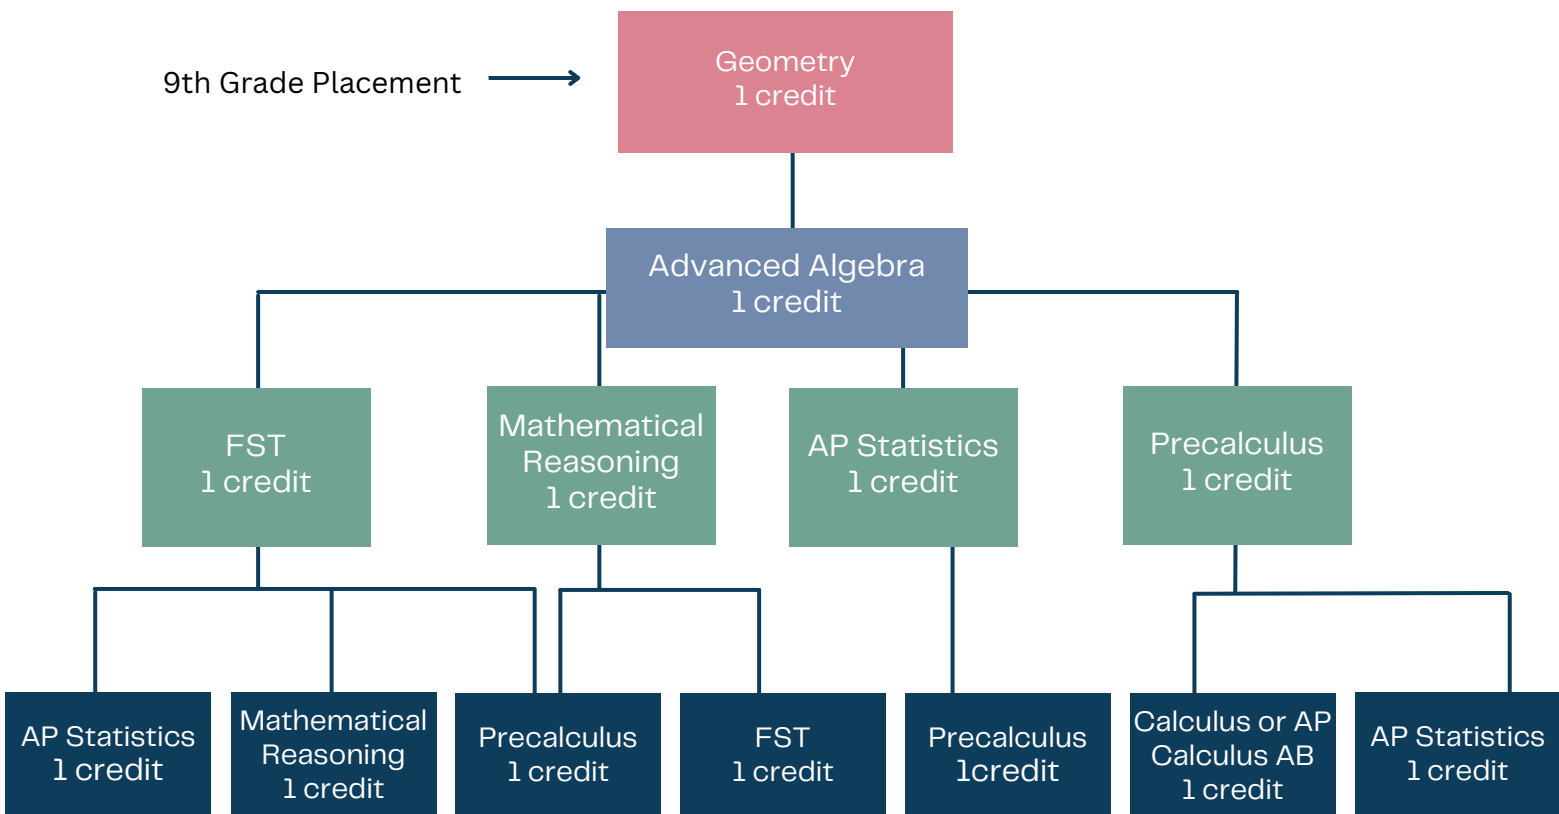 9th Grade Placement
Geometry
1 credit
Advanced Algebra
1 credit
FST
1 credit
Mathematical
Reasoning
1 credit
AP Statistics
1 credit
Precalculus
1 credit
AP Statistics
1 credit
Mathematical
Reasoning
1 credit
Precalculus
1 credit
FST
1 credit
Precalculus
1credit
Calculus or AP
Calculus AB
1 credit
AP Statistics
1 credit